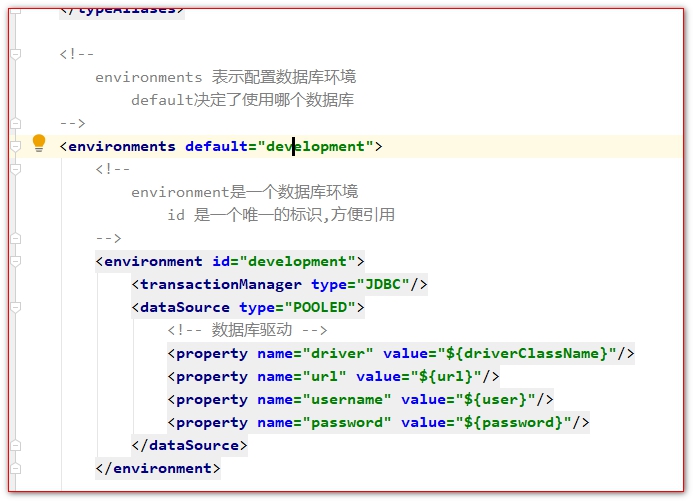 </typeAliases>
<!--
environments 表示配置数据库环境
default决定了使用哪个数据库
-->
<environments default="development">
<!--
environment是一个数据库环境
id 是一个唯一的标识,方便引用
-->
<environment id="development">
<transactionManager type="JDBC"/>
<dataSource type="POOLED">
<!-- 数据库驱动 -->
<property name="driver" value="${driverClassName}"/>
<property name="url" value="${url}"/>
<property name="username" value="${user}"/>
<property name="password" value="${password}"/>
</dataSource>
</environment>